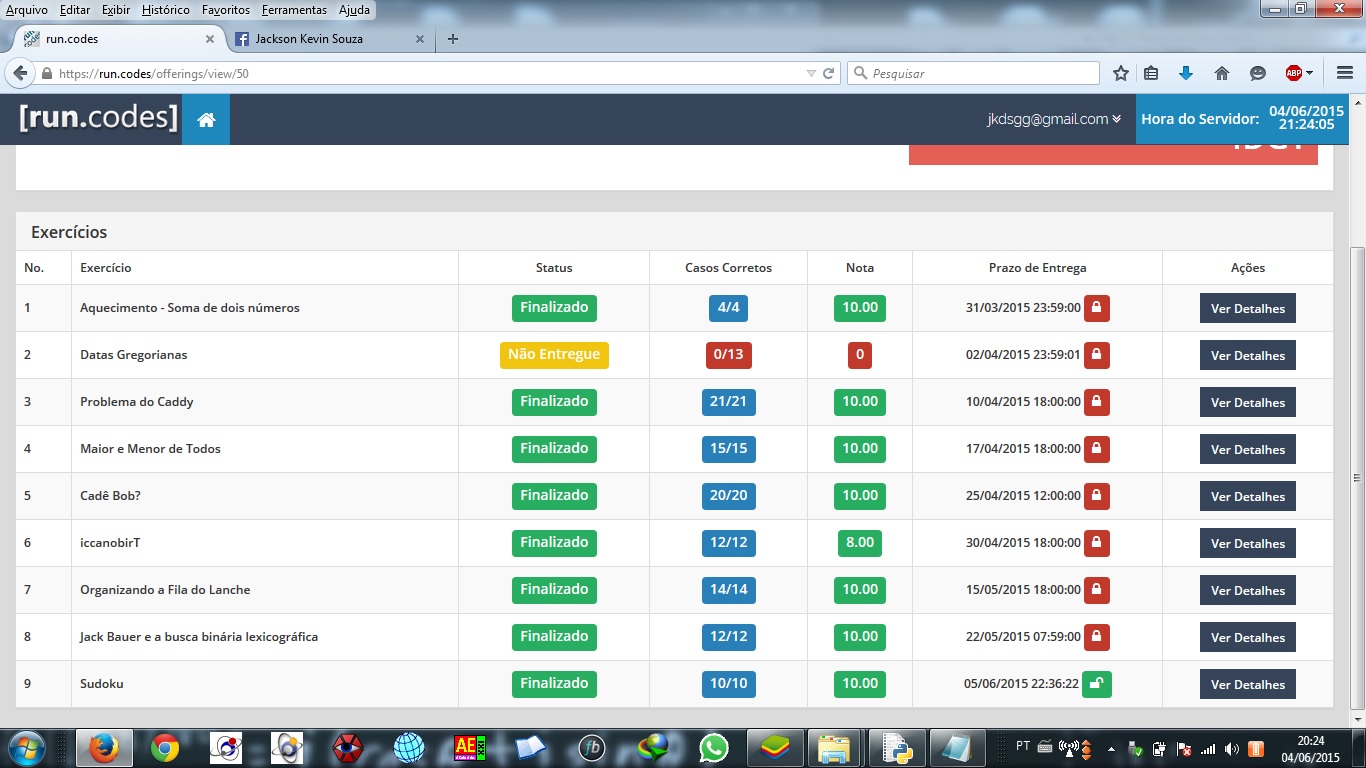 Arquivo Editar Exibir Histórico Favoritos Ferramentas Ajuda
run.codes Jackson Kevin Souza
https://run.codes/offerings/view/50 Pesquisar ABP
[run.codes] jkdsgg@gmail.com Hora do Servidor: 04/06/2015 21:24:05
Exercícios
No. Exercício Status Casos Corretos Nota Prazo de Entrega Ações
1 Aquecimento - Soma de dois números Finalizado 4/4 10.00 31/03/2015 23:59:00 Ver Detalhes
2 Datas Gregorianas Não Entregue 0/13 0 02/04/2015 23:59:01 Ver Detalhes
3 Problema do Caddy Finalizado 21/21 10.00 10/04/2015 18:00:00 Ver Detalhes
4 Maior e Menor de Todos Finalizado 15/15 10.00 17/04/2015 18:00:00 Ver Detalhes
5 Cadê Bob? Finalizado 20/20 10.00 25/04/2015 12:00:00 Ver Detalhes
6 iccanobirT Finalizado 12/12 8.00 30/04/2015 18:00:00 Ver Detalhes
7 Organizando a Fila do Lanche Finalizado 14/14 10.00 15/05/2015 18:00:00 Ver Detalhes
8 Jack Bauer e a busca binária lexicográfica Finalizado 12/12 10.00 22/05/2015 07:59:00 Ver Detalhes
9 Sudoku Finalizado 10/10 10.00 05/06/2015 22:36:22 Ver Detalhes
AE fb PT 20:24
04/06/2015